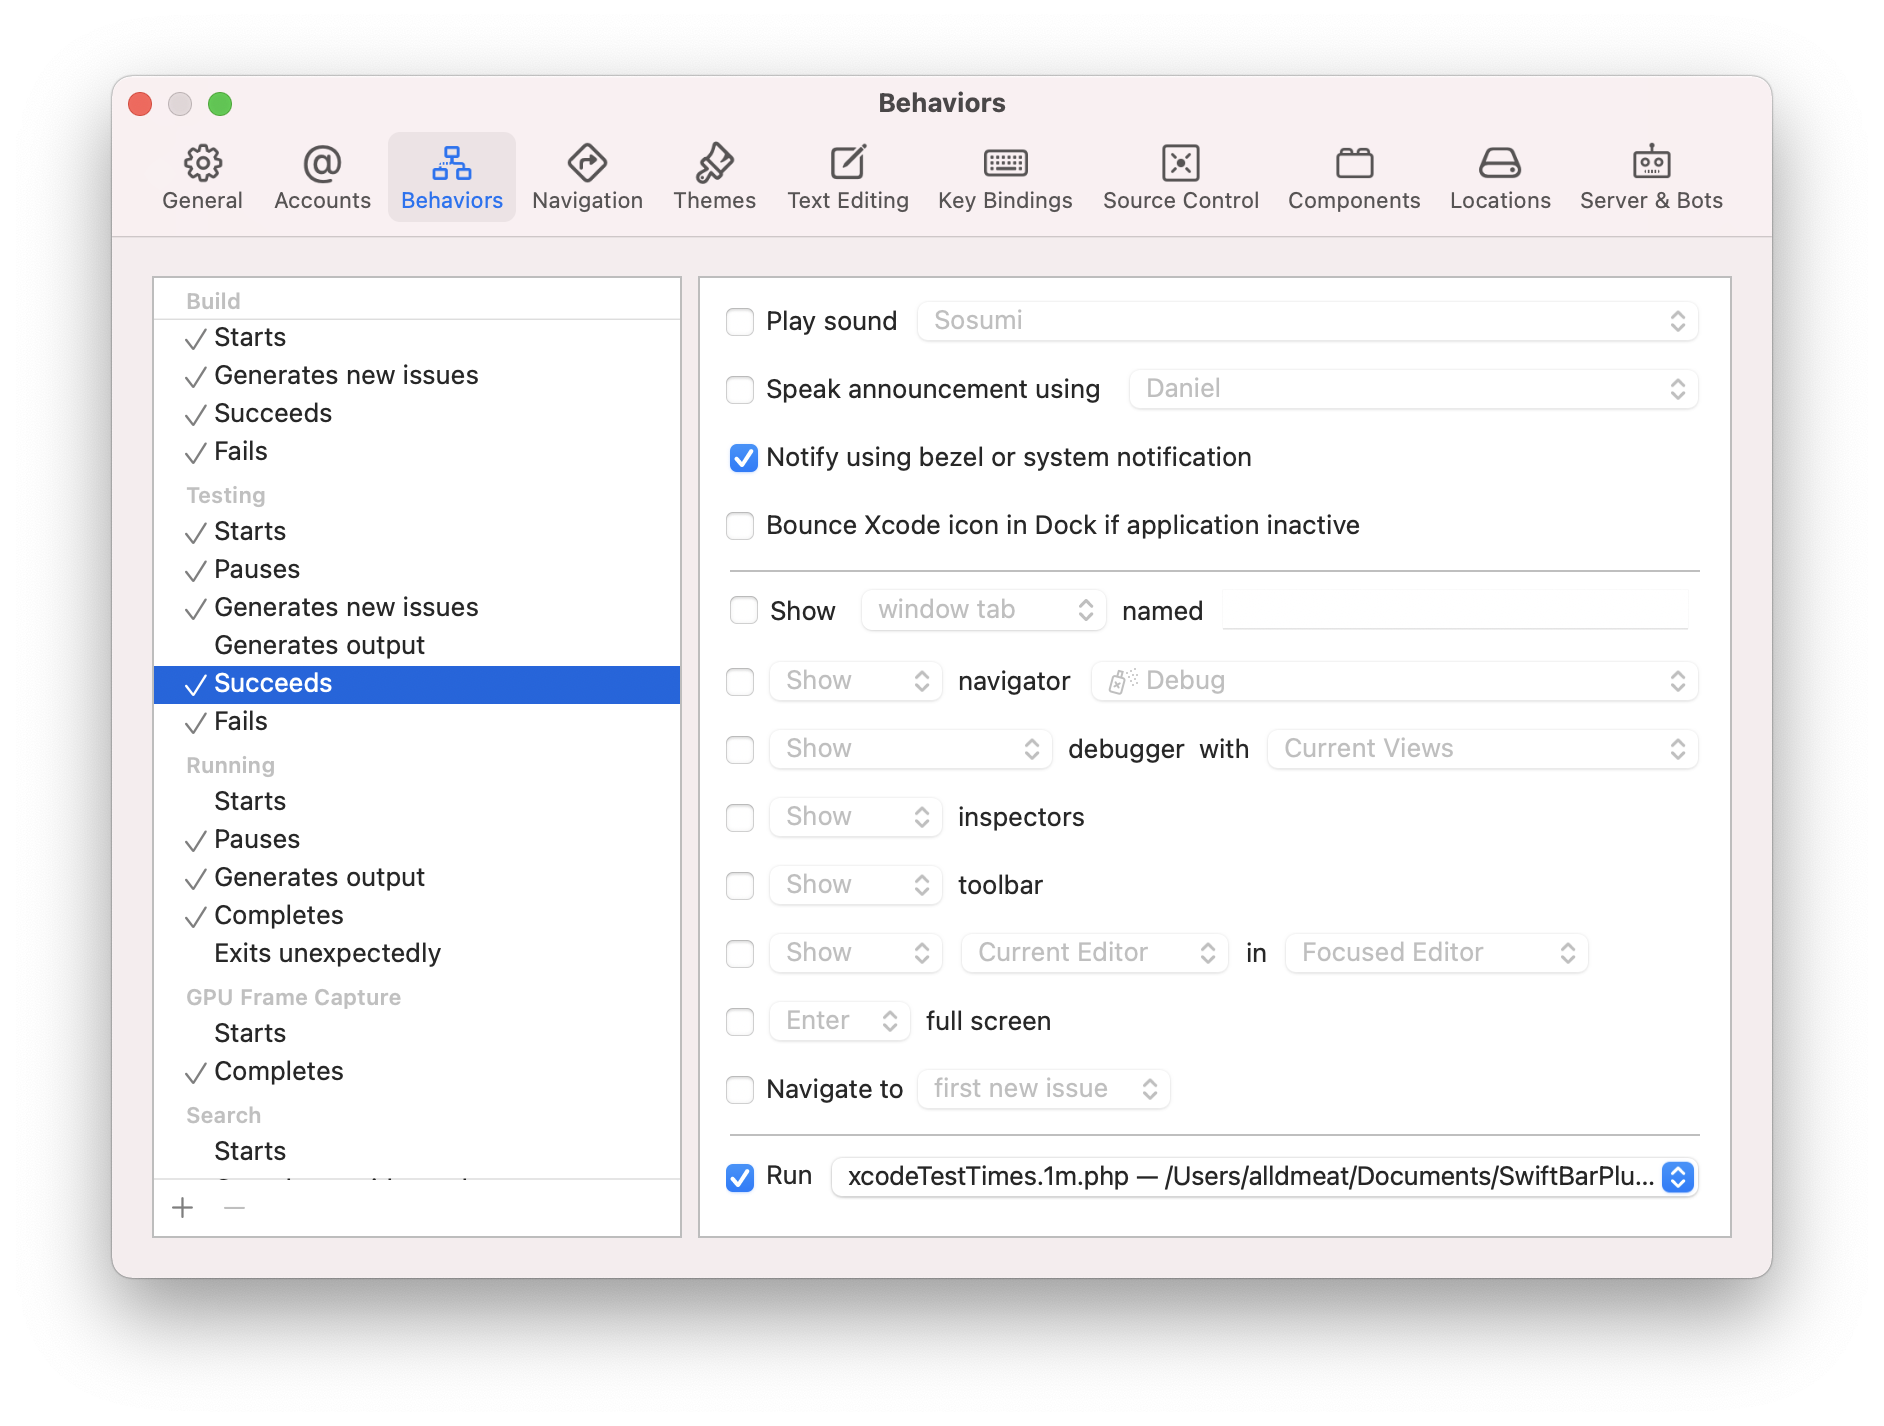 Behaviors
General Accounts Behaviors Navigation Themes Text Editing Key Bindings Source Control Components Locations Server & Bots
Build
Starts
Generates new issues
Succeeds
Fails
Testing
Starts
Pauses
Generates new issues
Generates output
Succeeds
Fails
Running
Starts
Pauses
Generates output
Completes
Exits unexpectedly
GPU Frame Capture
Starts
Completes
Search
Starts
Play sound Sosumi
Speak announcement using Daniel
Notify using bezel or system notification
Bounce Xcode icon in Dock if application inactive
Show window tab named
Show navigator Debug
Show debugger with Current Views
Show inspectors
Show toolbar
Show Current Editor in Focused Editor
Enter full screen
Navigate to first new issue
Run xcodeTestTimes.1m.php — /Users/alldmeat/Documents/SwiftBarPlu...